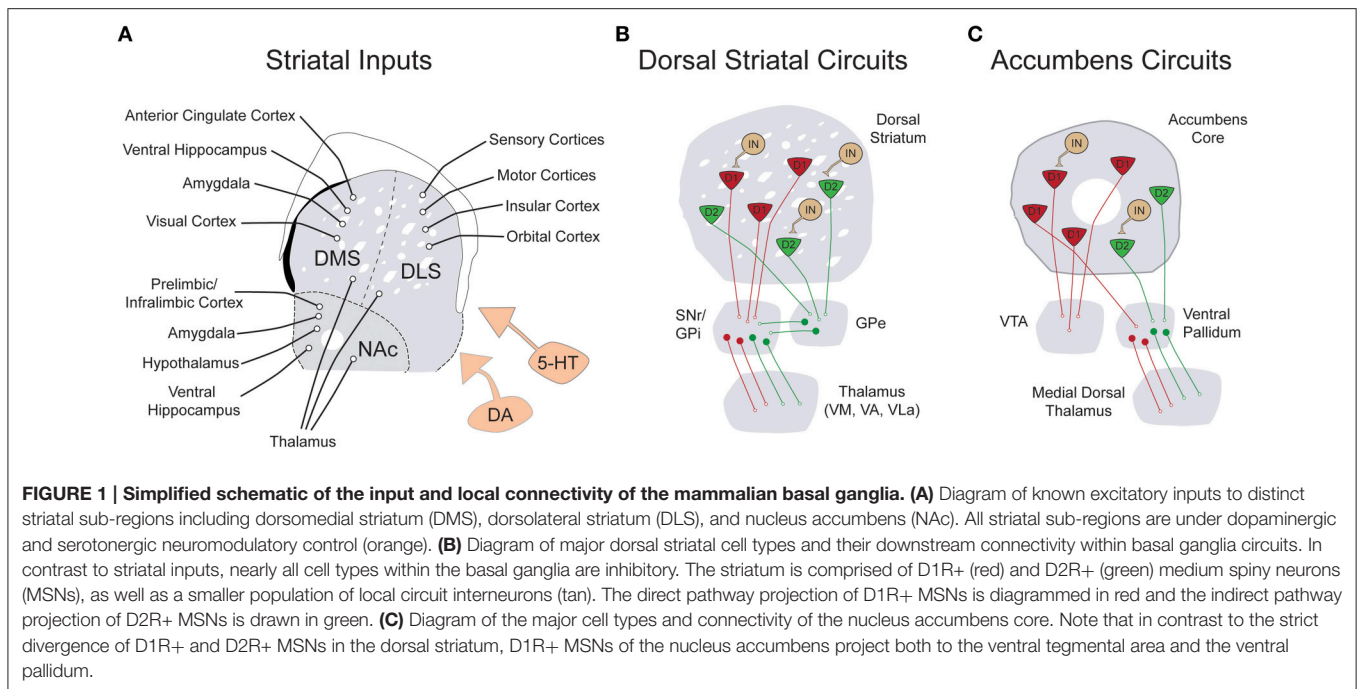 A
Striatal Inputs
Anterior Cingulate Cortex
Ventral Hippocampus
Amygdala
Visual Cortex
Prelimbic/
Infralimbic Cortex
Amygdala
Hypothalamus
Ventral
Hippocampus
Thalamus
Sensory Cortices
Motor Cortices
Insular Cortex
Orbital Cortex
DMS
DLS
NAc
5-HT
DA
B
Dorsal Striatal Circuits
Dorsal
Striatum
IN
IN
D1
D1
D2
D2
D1
IN
D2
SNr/
GPi
GPe
Thalamus
(VM, VA, VLa)
C
Accumbens Circuits
Accumbens
Core
IN
D1
D1
D2
D1
IN
D1
D2
VTA
Ventral
Pallidum
Medial Dorsal
Thalamus
FIGURE 1 | Simplified schematic of the input and local connectivity of the mammalian basal ganglia. (A) Diagram of known excitatory inputs to distinct
striatal sub-regions including dorsomedial striatum (DMS), dorsolateral striatum (DLS), and nucleus accumbens (NAc). All striatal sub-regions are under dopaminergic
and serotonergic neuromodulatory control (orange). (B) Diagram of major dorsal striatal cell types and their downstream connectivity within basal ganglia circuits. In
contrast to striatal inputs, nearly all cell types within the basal ganglia are inhibitory. The striatum is comprised of D1R+ (red) and D2R+ (green) medium spiny neurons
(MSNs), as well as a smaller population of local circuit interneurons (tan). The direct pathway projection of D1R+ MSNs is diagrammed in red and the indirect pathway
projection of D2R+ MSNs is drawn in green. (C) Diagram of the major cell types and connectivity of the nucleus accumbens core. Note that in contrast to the strict
divergence of D1R+ and D2R+ MSNs in the dorsal striatum, D1R+ MSNs of the nucleus accumbens project both to the ventral tegmental area and the ventral
pallidum.